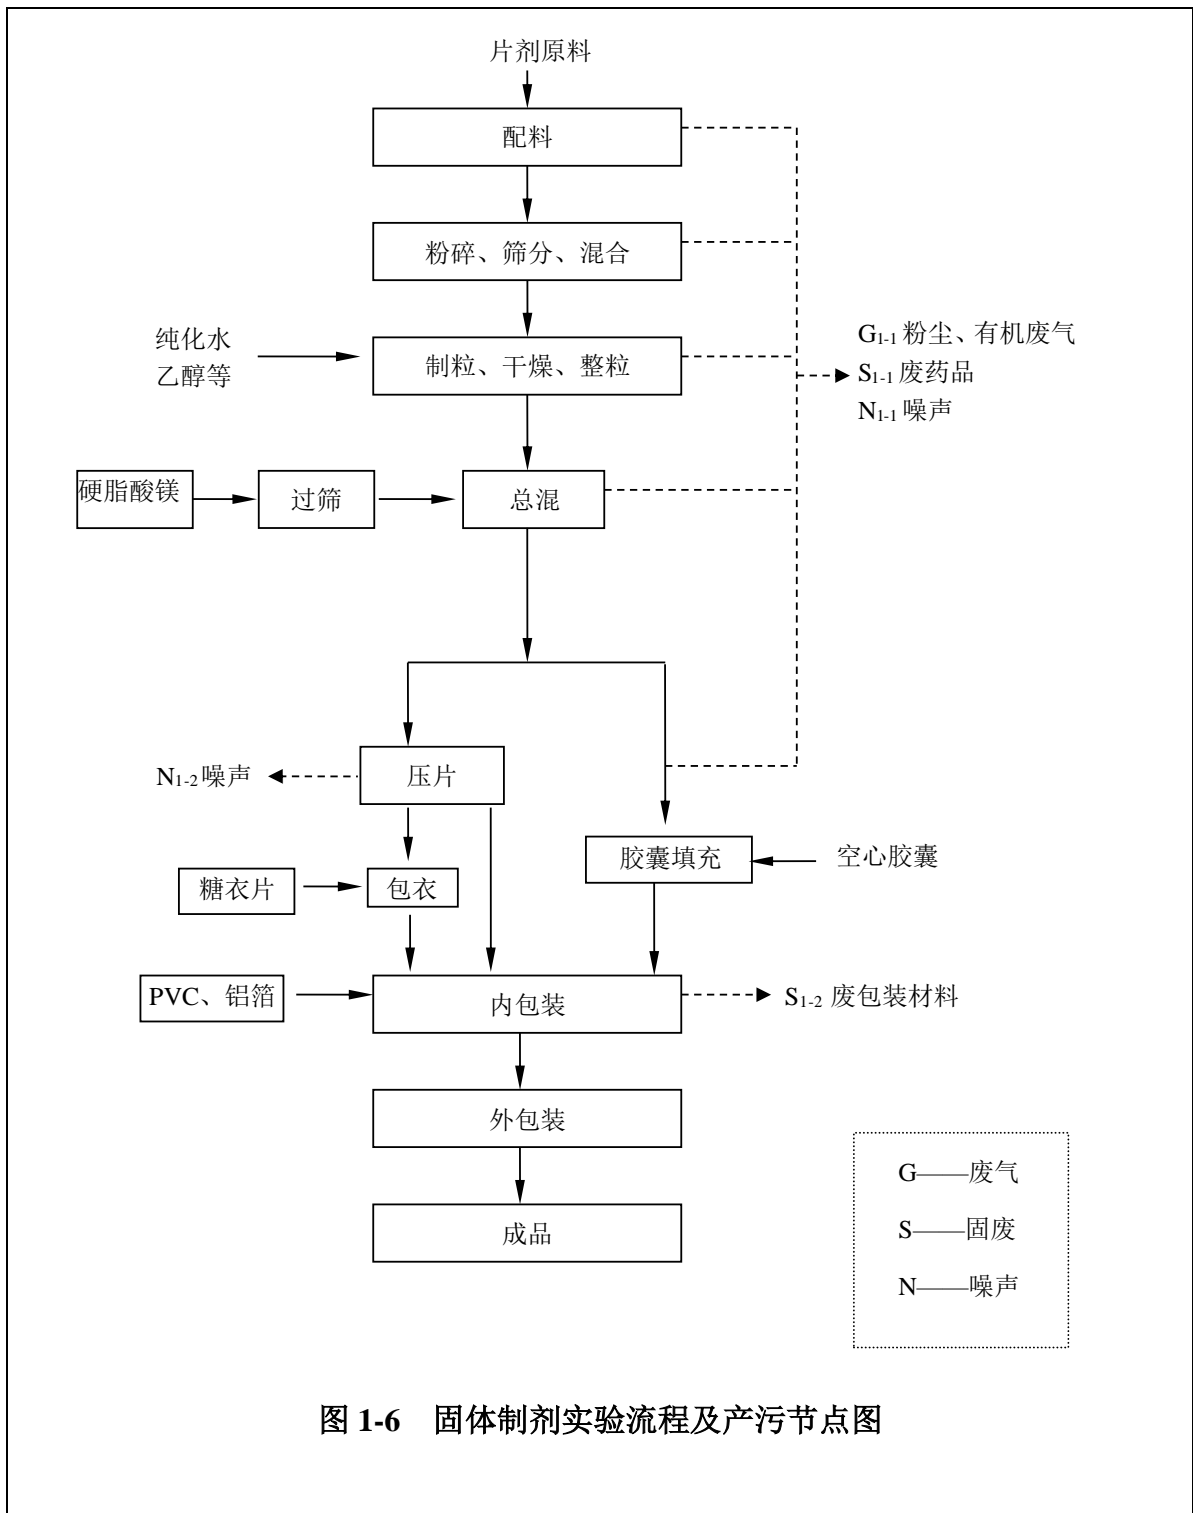 片剂原料
配料
粉碎、筛分、混合
纯化水
乙醇等
制粒、干燥、整粒
G1-1 粉尘、有机废气
S1-1 废药品
N1-1 噪声
硬脂酸镁
过筛
总混
N1-2 噪声
压片
胶囊填充
空心胶囊
糖衣片
包衣
PVC、铝箔
内包装
S1-2 废包装材料
外包装
成品
G——废气
S——固废
N——噪声
图 1-6 固体制剂实验流程及产污节点图